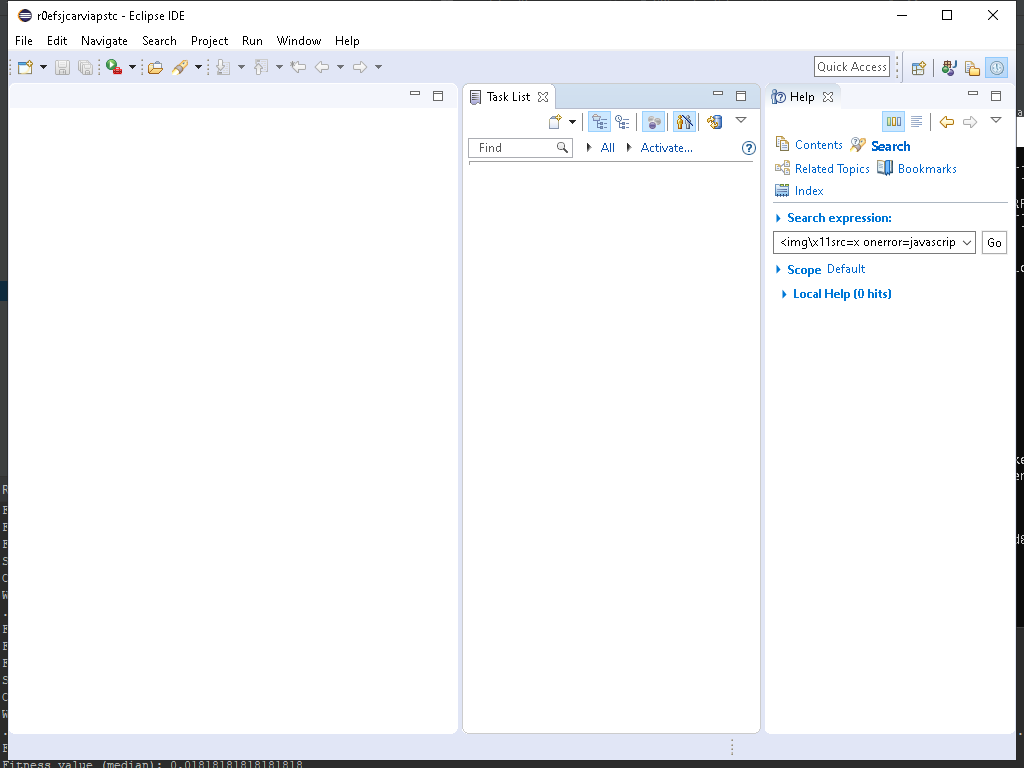 r0efsjcarviapstc - Eclipse IDE
File Edit Navigate Search Project Run Window Help
Quick Access
Task List
Help
Contents Search
Find
All
Activate...
Related Topics Bookmarks
Index
Search expression:
<img\x11src=x onerror=javascrip
Go
Scope Default
Local Help (0 hits)
Fitness value (median): 0.01818181818181818